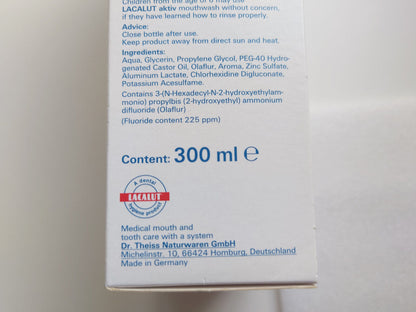 Children from the age of 6 may use
LACALUT aktiv mouthwash without concern,
if they have learned how to rinse properly.
Advice:
Close bottle after use.
Keep product away from direct sun and heat.
Ingredients:
Aqua, Glycerin, Propylene Glycol, PEG-40 Hydro-
genated Castor Oil, Olaflur, Aroma, Zinc Sulfate,
Aluminum Lactate, Chlorhexidine Digluconate,
Potassium Acesulfame.
Contains 3-(N-Hexadecyl-N-2-hydroxyethylam-
monio) propylbis (2-hydroxyethyl) ammonium
difluoride (Olaflur)
(Fluoride content 225 ppm)
Content: 300 ml ℮
A dental
LACALUT
hygiene product
Medical mouth and
tooth care with a system
Dr. Theiss Naturwaren GmbH
Michelinstr. 10, 66424 Homburg, Deutschland
Made in Germany